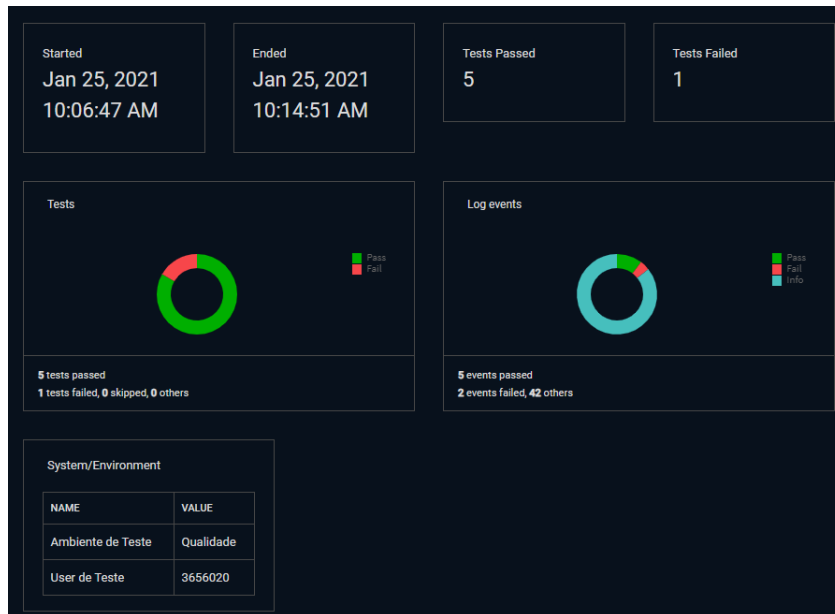 Started
Jan 25, 2021
10:06:47 AM
Ended
Jan 25, 2021
10:14:51 AM
Tests Passed
5
Tests Failed
1
Tests
Pass
Fail
5 tests passed
1 tests failed, 0 skipped, 0 others
Log events
Pass
Fail
Info
5 events passed
2 events failed, 42 others
System/Environment
NAME VALUE
Ambiente de Teste Qualidade
User de Teste 3656020